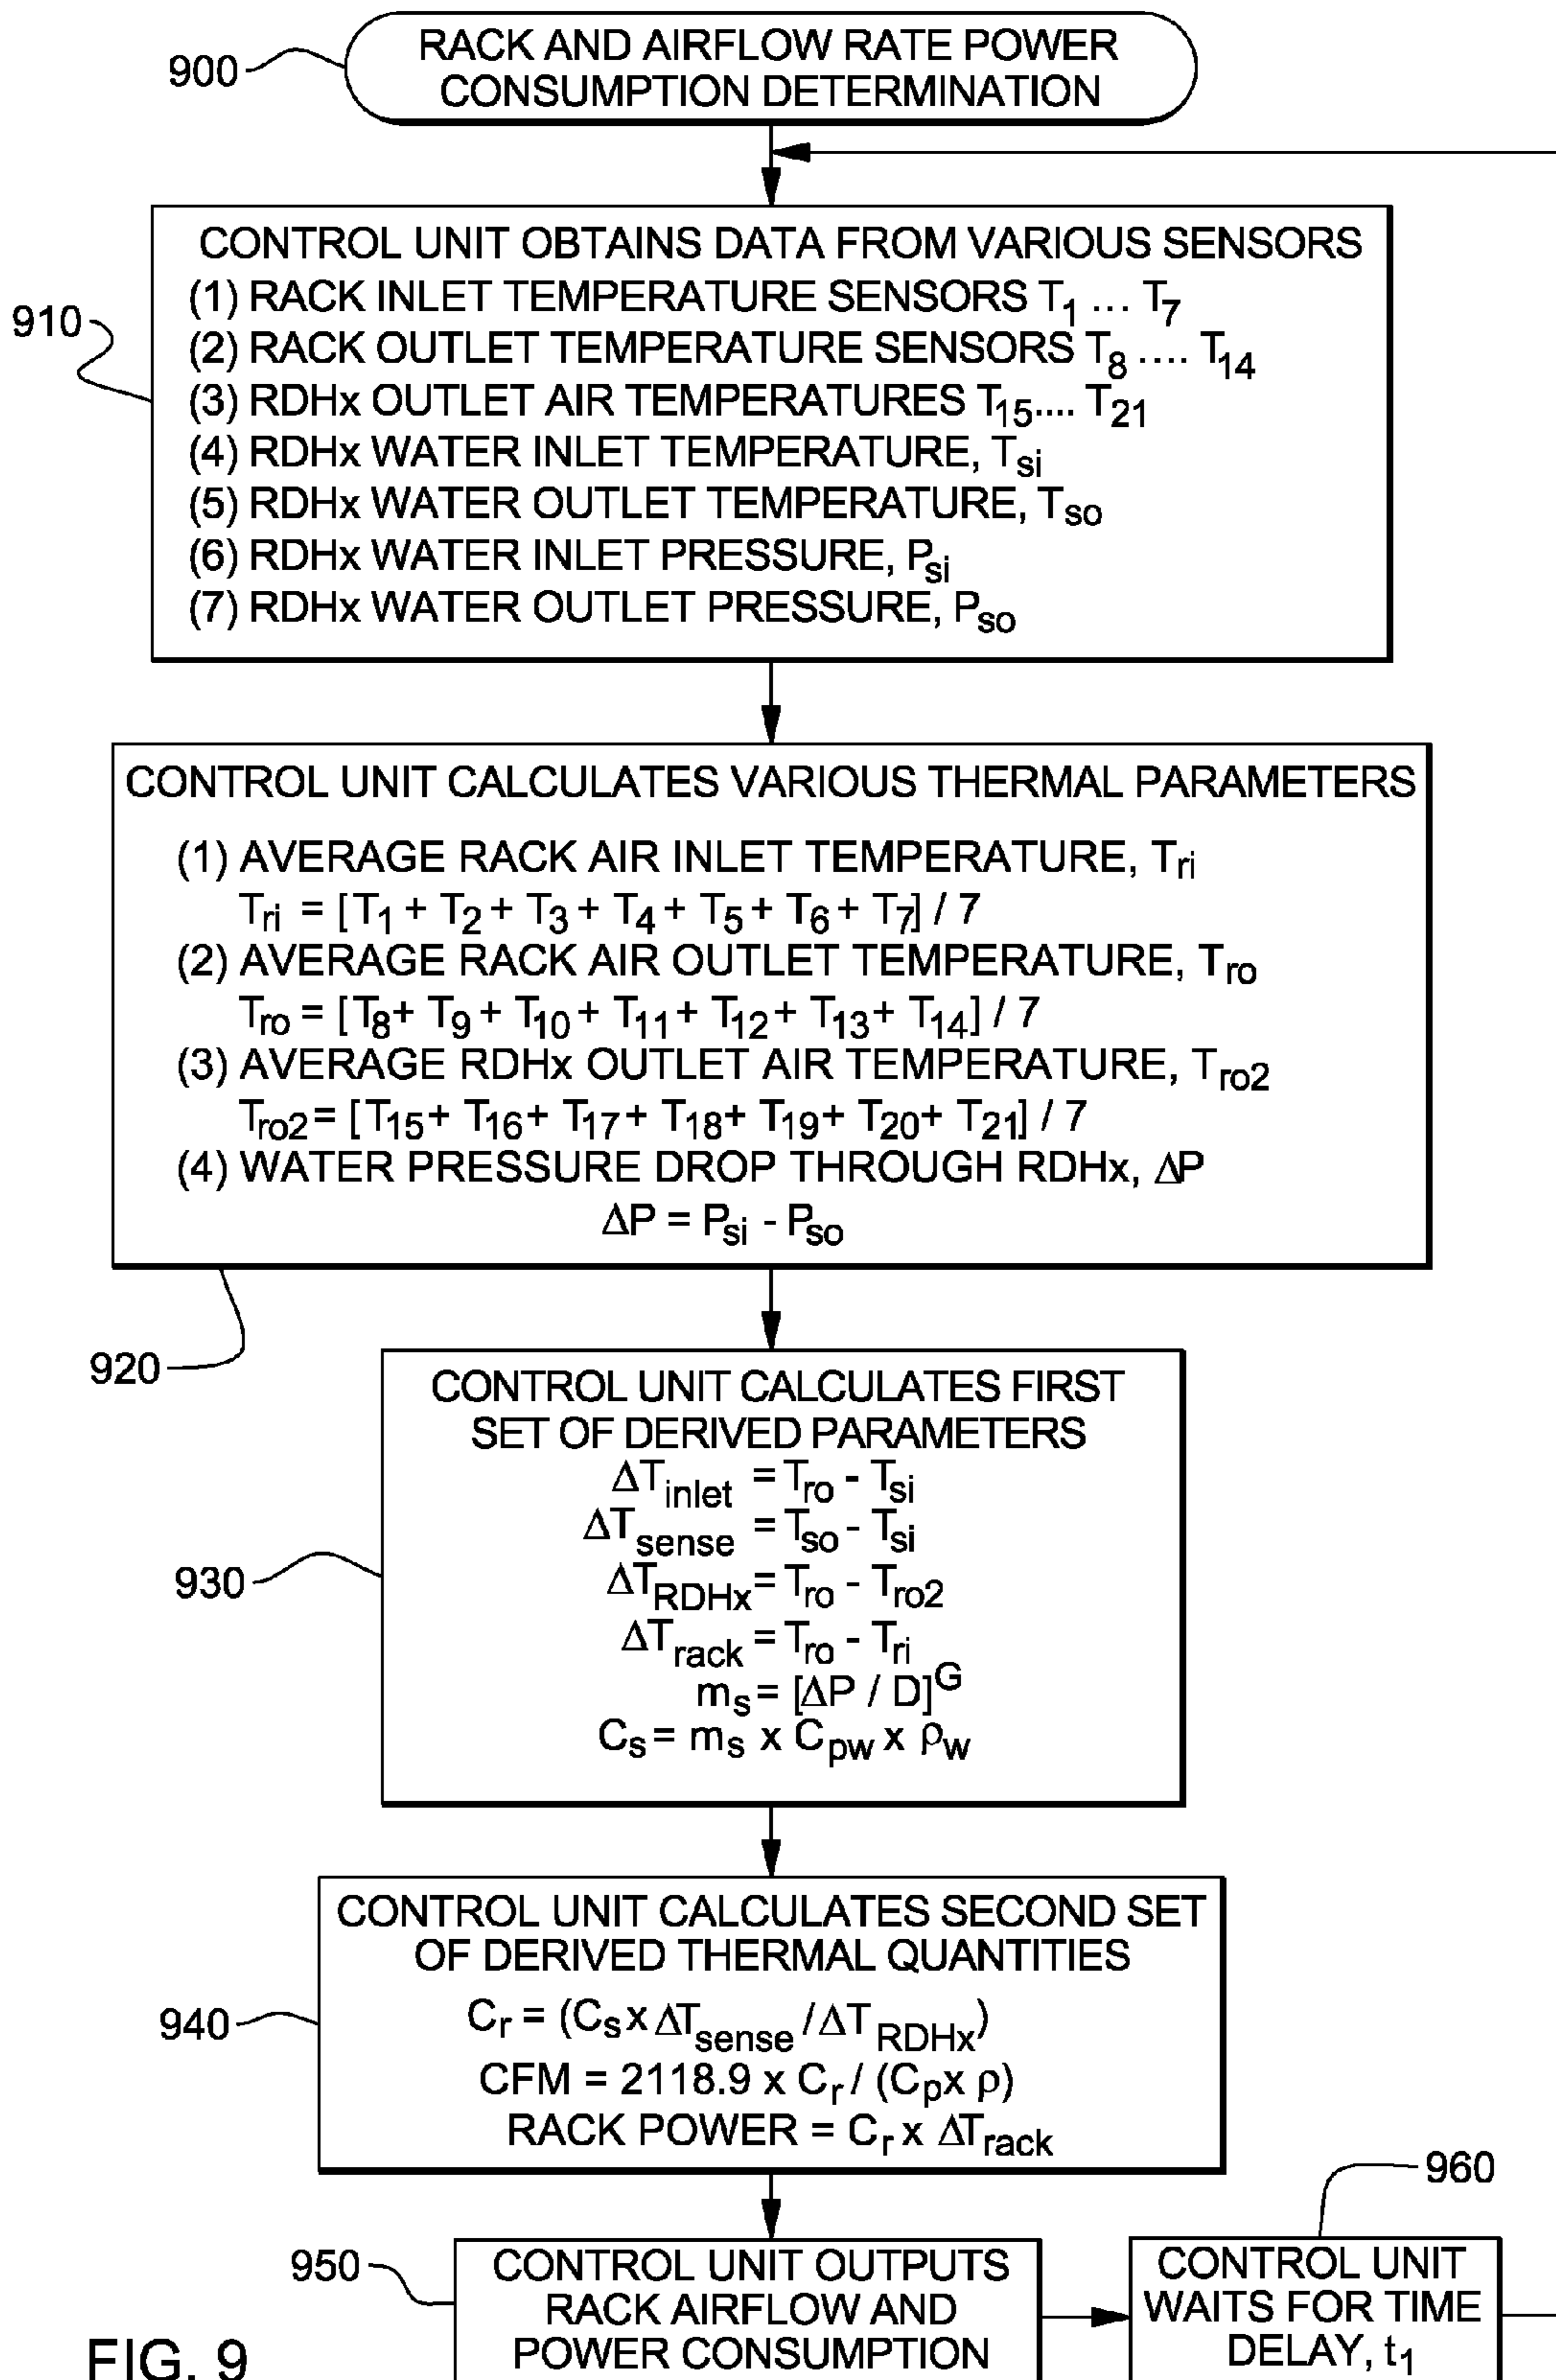 900
RACK AND AIRFLOW RATE POWER
CONSUMPTION DETERMINATION
910
CONTROL UNIT OBTAINS DATA FROM VARIOUS SENSORS
(1) RACK INLET TEMPERATURE SENSORS T1 ... T7
(2) RACK OUTLET TEMPERATURE SENSORS T8 .... T14
(3) RDHx OUTLET AIR TEMPERATURES T15.... T21
(4) RDHx WATER INLET TEMPERATURE, Tsi
(5) RDHx WATER OUTLET TEMPERATURE, Tso
(6) RDHx WATER INLET PRESSURE, Psi
(7) RDHx WATER OUTLET PRESSURE, Pso
CONTROL UNIT CALCULATES VARIOUS THERMAL PARAMETERS
(1) AVERAGE RACK AIR INLET TEMPERATURE, Tri
Tri = [T1 + T2 + T3 + T4 + T5 + T6 + T7] / 7
(2) AVERAGE RACK AIR OUTLET TEMPERATURE, Tro
Tro = [T8+ T9 + T10 + T11 + T12 + T13+ T14] / 7
(3) AVERAGE RDHx OUTLET AIR TEMPERATURE, Tro2
Tro2 = [T15+ T16+ T17+ T18+ T19+ T20+ T21] / 7
(4) WATER PRESSURE DROP THROUGH RDHx, ΔP
ΔP = Psi - Pso
920
CONTROL UNIT CALCULATES FIRST
SET OF DERIVED PARAMETERS
ΔTinlet = Tro - Tsi
ΔTsense = Tso - Tsi
930
ΔTRDHx = Tro - Tro2
ΔTrack = Tro - Tri
ms = [ΔP / D]^G
Cs = ms x Cpw x ρw
CONTROL UNIT CALCULATES SECOND SET
OF DERIVED THERMAL QUANTITIES
940
Cr = (Cs x ΔTsense / ΔTRDHx)
CFM = 2118.9 x Cr / (Cp x ρ)
RACK POWER = Cr x ΔTrack
950
CONTROL UNIT OUTPUTS
RACK AIRFLOW AND
POWER CONSUMPTION
960
CONTROL UNIT
WAITS FOR TIME
DELAY, t1
FIG. 9